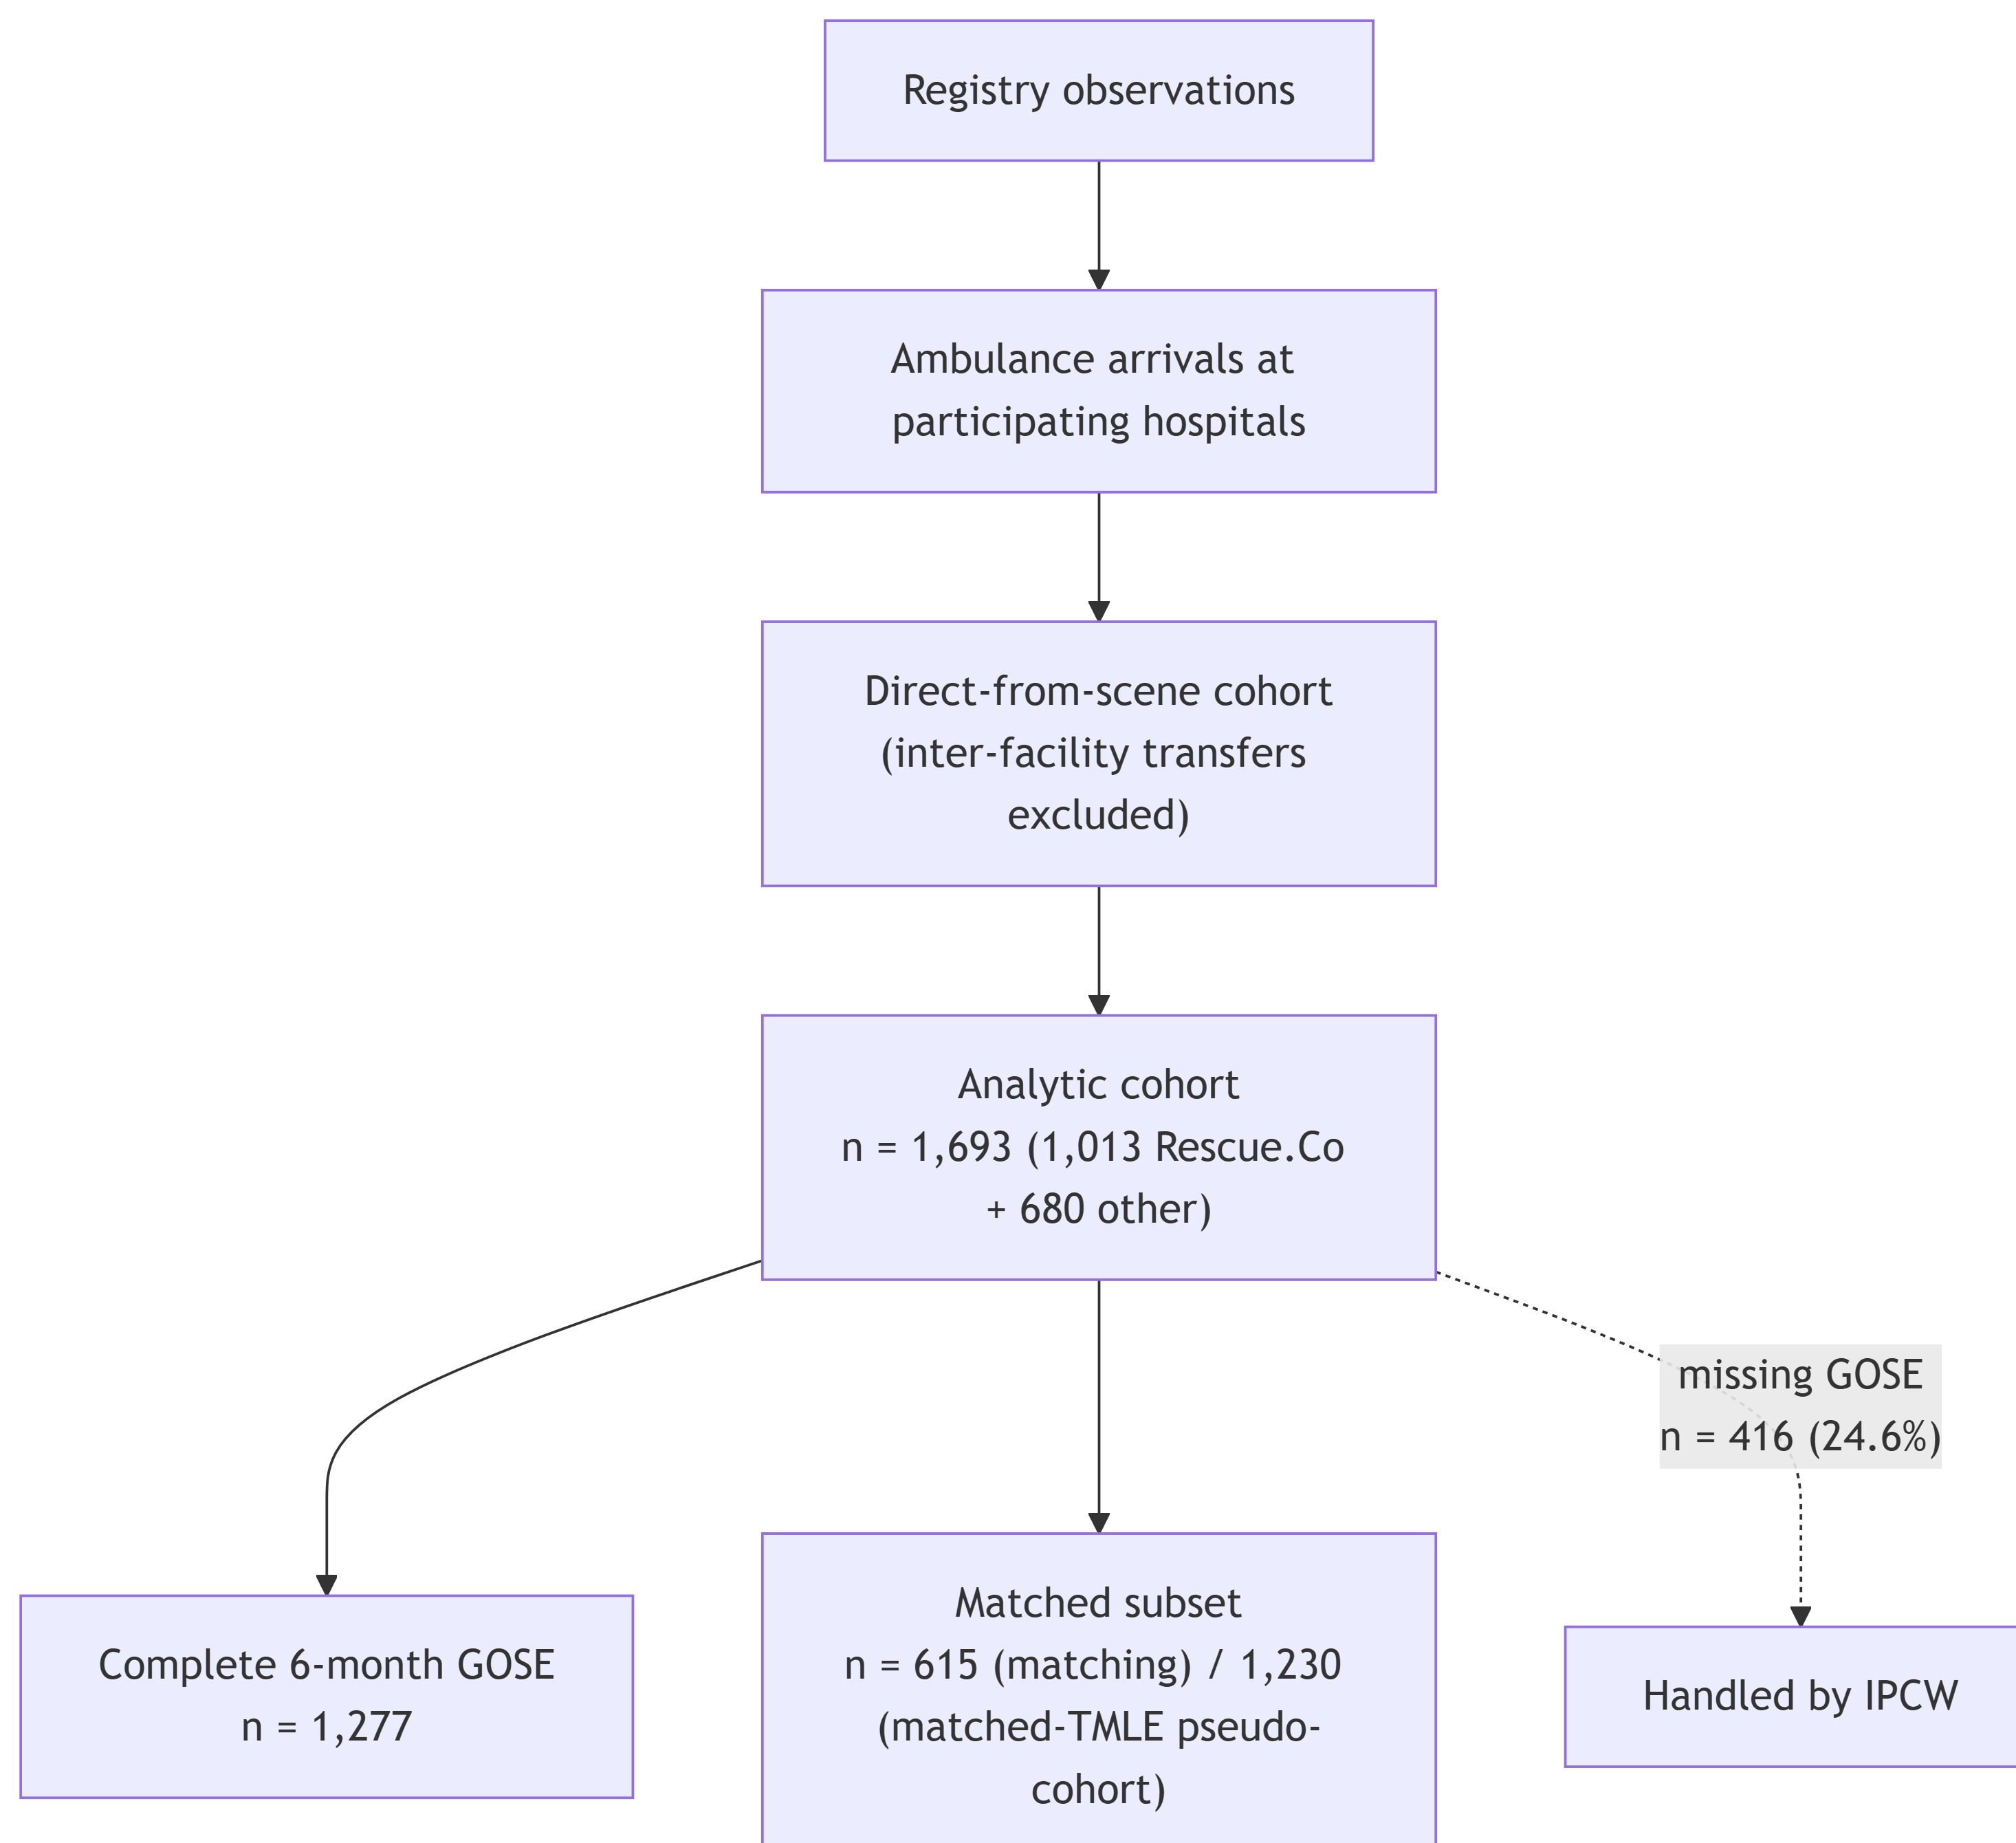 Registry observations
Ambulance arrivals at
participating hospitals
Direct-from-scene cohort
(inter-facility transfers
excluded)
Analytic cohort
n = 1,693 (1,013 Rescue.Co
+ 680 other)
missing GOSE
n = 416 (24.6%)
Complete 6-month GOSE
n = 1,277
Matched subset
n = 615 (matching) / 1,230
(matched-TMLE pseudo-
cohort)
Handled by IPCW